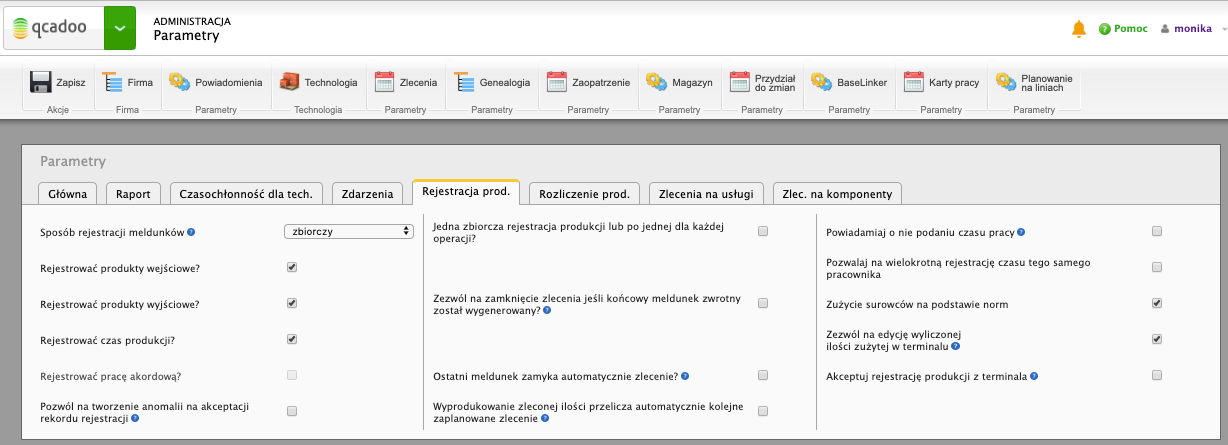 qcadoo
ADMINISTRACJA
Parametry
Pomoc
monika
Zapisz
Akcje
Firma
Firma
Powiadomienia
Parametry
Technologia
Technologia
Zlecenia
Parametry
Genealogia
Parametry
Zaopatrzenie
Parametry
Magazyn
Parametry
Przydział
do zmian
Parametry
BaseLinker
Parametry
Karty pracy
Parametry
Planowanie
na liniach
Parametry
Parametry
Główna
Raport
Czasochłonność dla tech.
Zdarzenia
Rejestracja prod.
Rozliczenie prod.
Zlecenia na usługi
Zlec. na komponenty
Sposób rejestracji meldunków
zbiorczy
Rejestrować produkty wejściowe?
Rejestrować produkty wyjściowe?
Rejestrować czas produkcji?
Rejestrować pracę akordową?
Pozwól na tworzenie anomalii na akceptacji
rekordu rejestracji
Jedna zbiorcza rejestracja produkcji lub po jednej dla każdej
operacji?
Zezwól na zamknięcie zlecenia jeśli końcowy meldunek zwrotny
został wygenerowany?
Ostatni meldunek zamyka automatycznie zlecenie?
Wyprodukowanie zleconej ilości przelicza automatycznie kolejne
zaplanowane zlecenie
Powiadamiaj o nie podaniu czasu pracy
Pozwalaj na wielokrotną rejestrację czasu tego samego
pracownika
Zużycie surowców na podstawie norm
Zezwól na edycję wyliczonej
ilości zużytej w terminalu
Akceptuj rejestrację produkcji z terminala